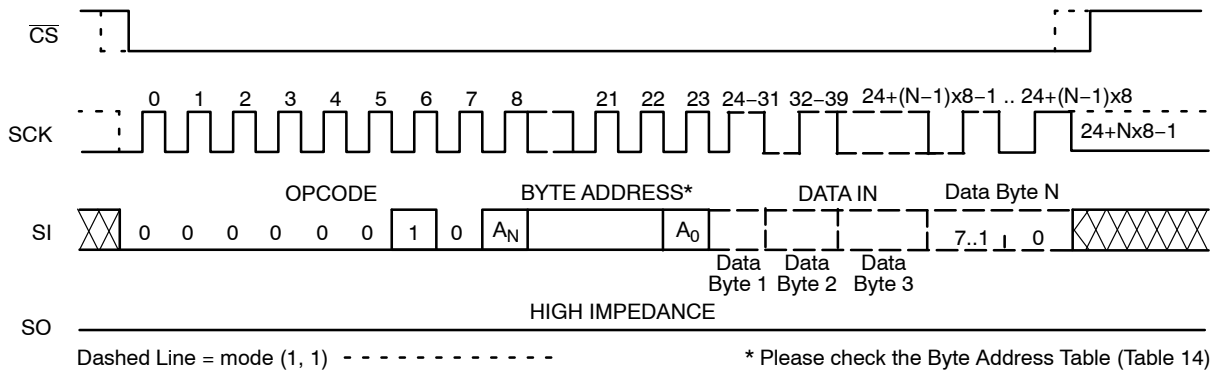 CS
0 1 2 3 4 5 6 7 8 21 22 23 24−31 32−39 24+(N−1)x8−1 .. 24+(N−1)x8
SCK
24+Nx8−1
OPCODE BYTE ADDRESS* DATA IN Data Byte N
SI
0 0 0 0 0 0 1 0 AN A0 7..1 0
Data Byte 1
Data Byte 2
Data Byte 3
HIGH IMPEDANCE
SO
Dashed Line = mode (1, 1) - - - - - - - - - - - - -
* Please check the Byte Address Table (Table 14)